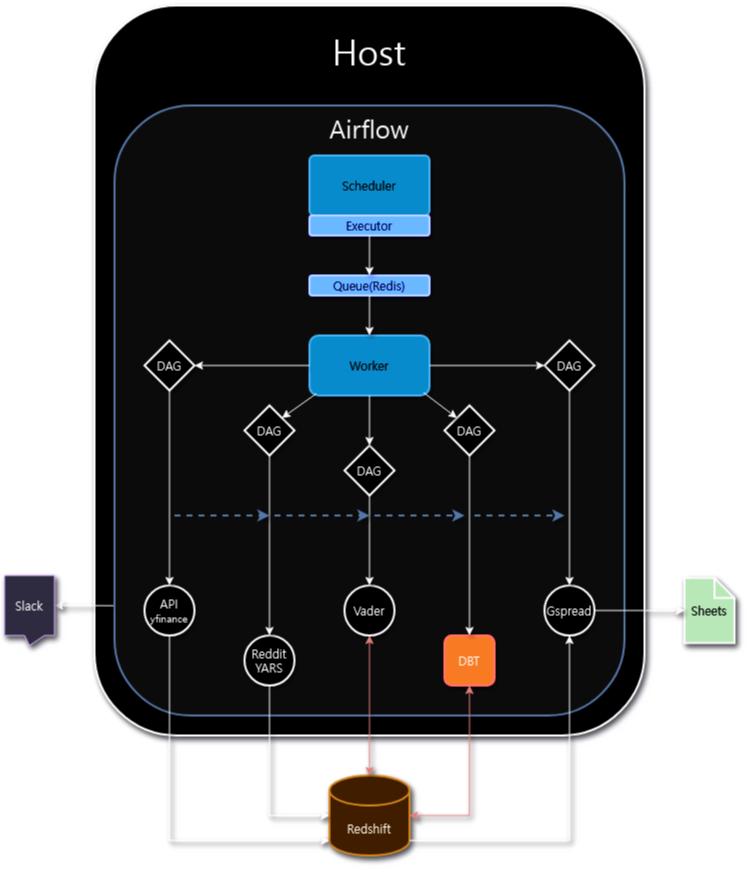 Host
Airflow
Scheduler
Executor
Queue(Redis)
DAG
Worker
DAG
DAG
DAG
DAG
Slack
API
yfinance
Vader
Gspread
Sheets
Reddit
YARS
DBT
Redshift